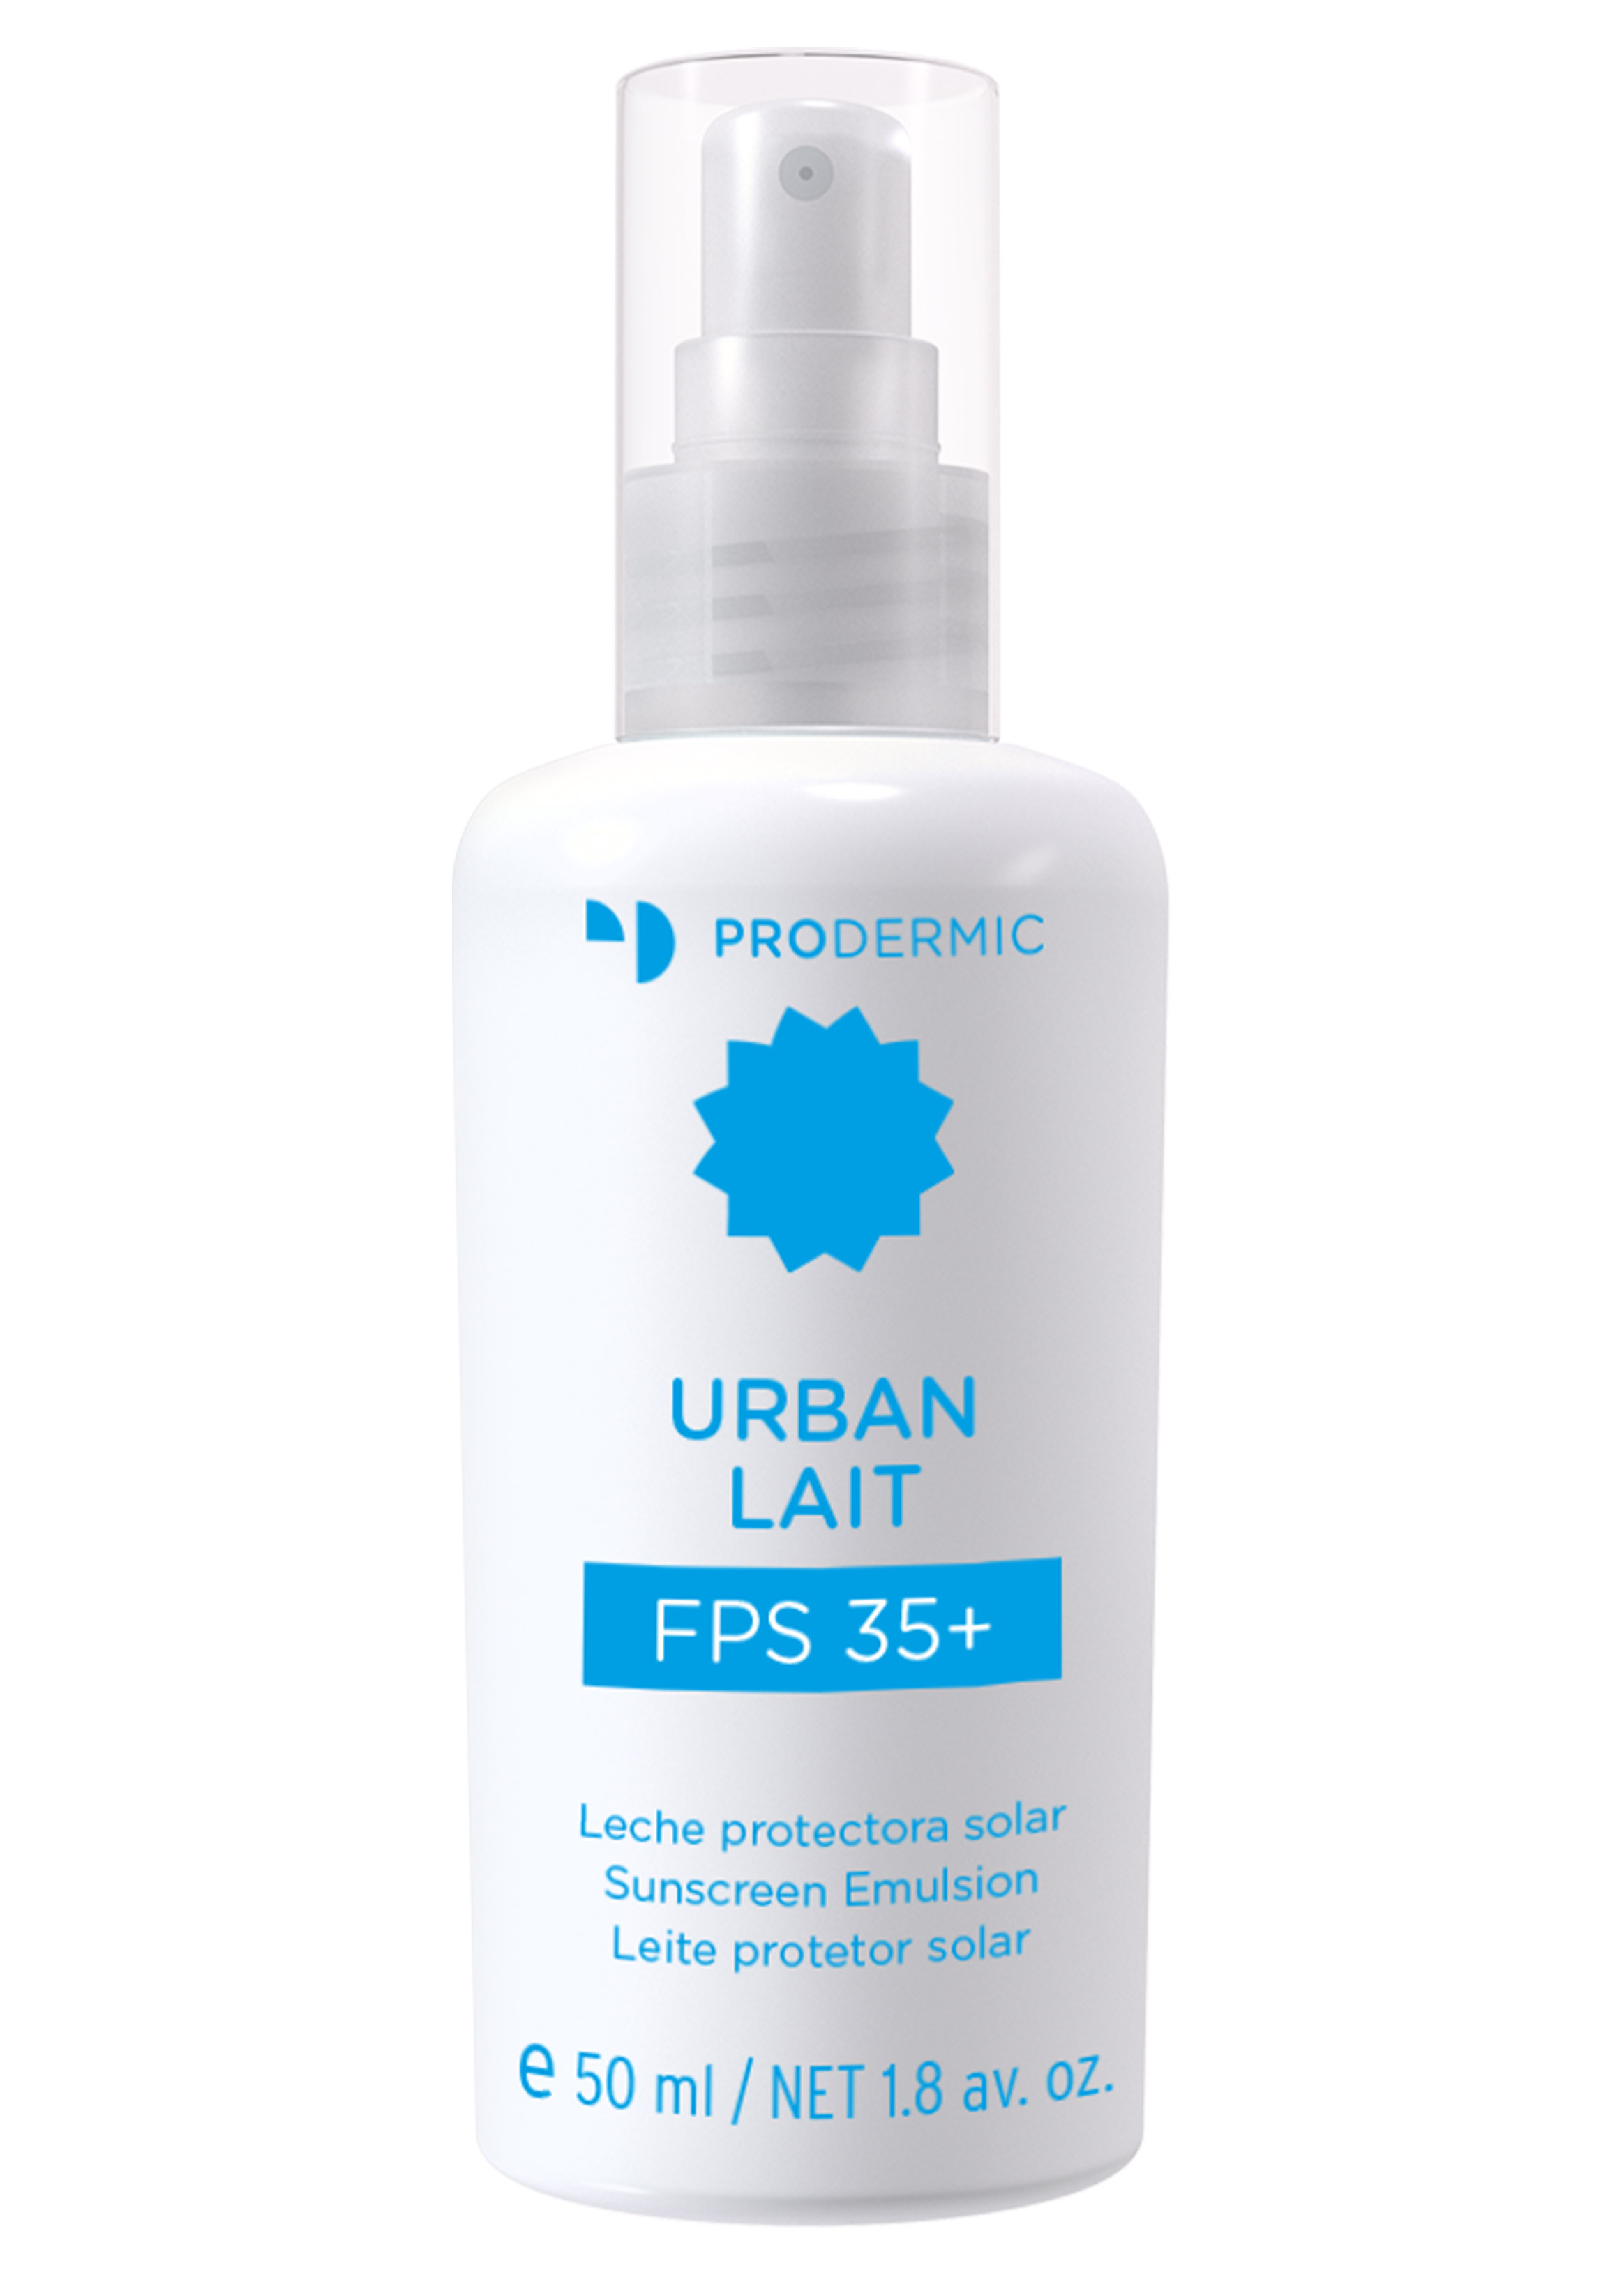 PRODERMIC
URBAN
LAIT
FPS 35+
Leche protectora solar
Sunscreen Emulsion
Leite protetor solar
e 50 ml / NET 1.8 av. oz.